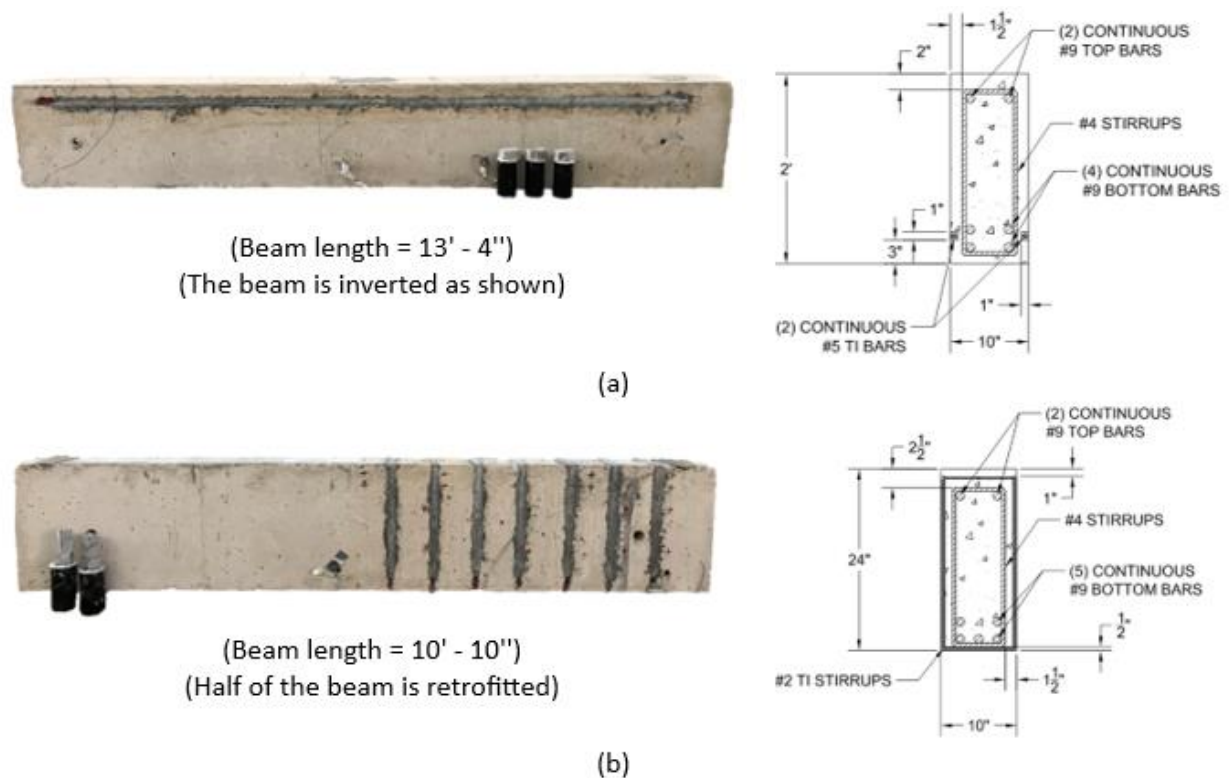 1 1/2"
(2) CONTINUOUS
#9 TOP BARS
2"
#4 STIRRUPS
2'
(4) CONTINUOUS
#9 BOTTOM BARS
1"
3"
(Beam length = 13' - 4'')
(The beam is inverted as shown)
1"
(2) CONTINUOUS
#5 TI BARS
10"
(a)
(2) CONTINUOUS
#9 TOP BARS
2 1/2"
1"
#4 STIRRUPS
24"
(5) CONTINUOUS
#9 BOTTOM BARS
1/2"
(Beam length = 10' - 10'')
(Half of the beam is retrofitted)
#2 TI STIRRUPS
1 1/2"
10"
(b)